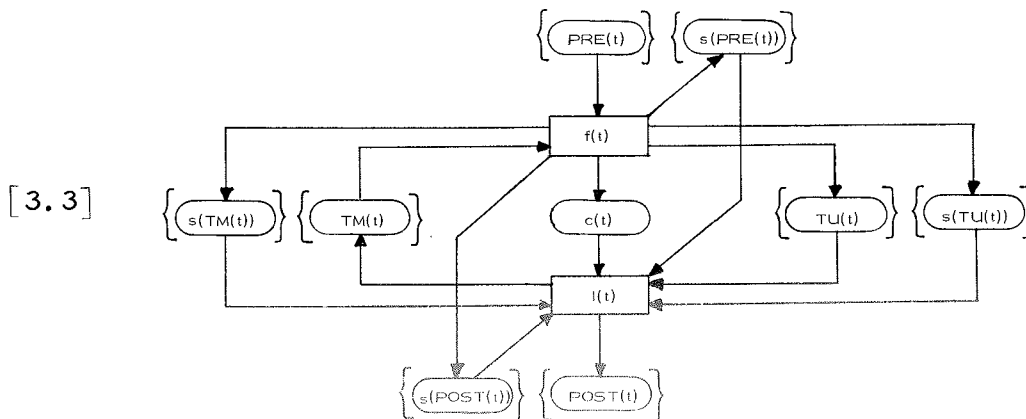 {PRE(t)} {s(PRE(t))}
f(t)
[3.3]
{s(TM(t))} {TM(t)} c(t) {TU(t)} {s(TU(t))}
l(t)
{s(POST(t))} {POST(t)}